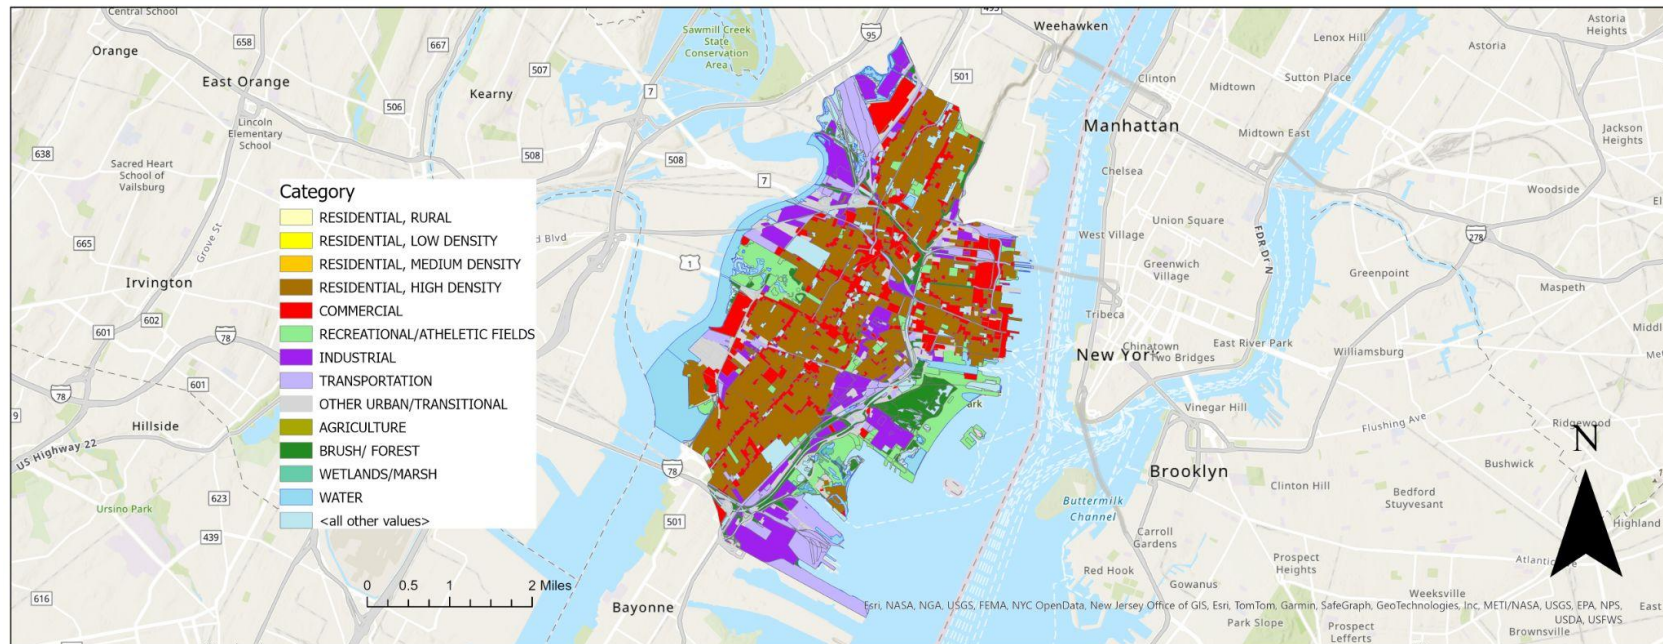 Central School
Orange
658
667
East Orange
507
Kearny
506
Lincoln
Elementary
School
638
Sacred Heart
School of
Vailsburg
508
508
7
7
Sawmill Creek
State
Conservation
Area
95
501
495
Weehawken
Lenox Hill
Astoria
Heights
Astoria
Clinton
Sutton Place
Midtown
Manhattan
Midtown East
Jackson
Heights
Chelsea
Woodside
Union Square
West Village
FDR Dr N
278
Greenwich
Village
Greenpoint
Maspeth
Tribeca
Chinatown
Two Bridges
New York
East River Park
Williamsburg
Vinegar Hill
Flushing Ave
Ridgewood
Brooklyn
Bushwick
Clinton Hill
Bedford
Stuyvesant
Highland
Buttermilk
Channel
Carroll
Gardens
Red Hook
Prospect
Heights
Gowanus
Weeksville
Park Slope
Prospect
Lefferts
Brownsville
East
665
Grove St
d Blvd
1
Irvington
602
601
78
601
78
9
Hillside
US Highway 22
623
Ursino Park
439
616
78
501
Bayonne
ark
Category
RESIDENTIAL, RURAL
RESIDENTIAL, LOW DENSITY
RESIDENTIAL, MEDIUM DENSITY
RESIDENTIAL, HIGH DENSITY
COMMERCIAL
RECREATIONAL/ATHELETIC FIELDS
INDUSTRIAL
TRANSPORTATION
OTHER URBAN/TRANSITIONAL
AGRICULTURE
BRUSH/ FOREST
WETLANDS/MARSH
WATER
<all other values>
0 0.5 1 2 Miles
N
Esri, NASA, NGA, USGS, FEMA, NYC OpenData, New Jersey Office of GIS, Esri, TomTom, Garmin, SafeGraph, GeoTechnologies, Inc, METI/NASA, USGS, EPA, NPS,
USDA, USFWS